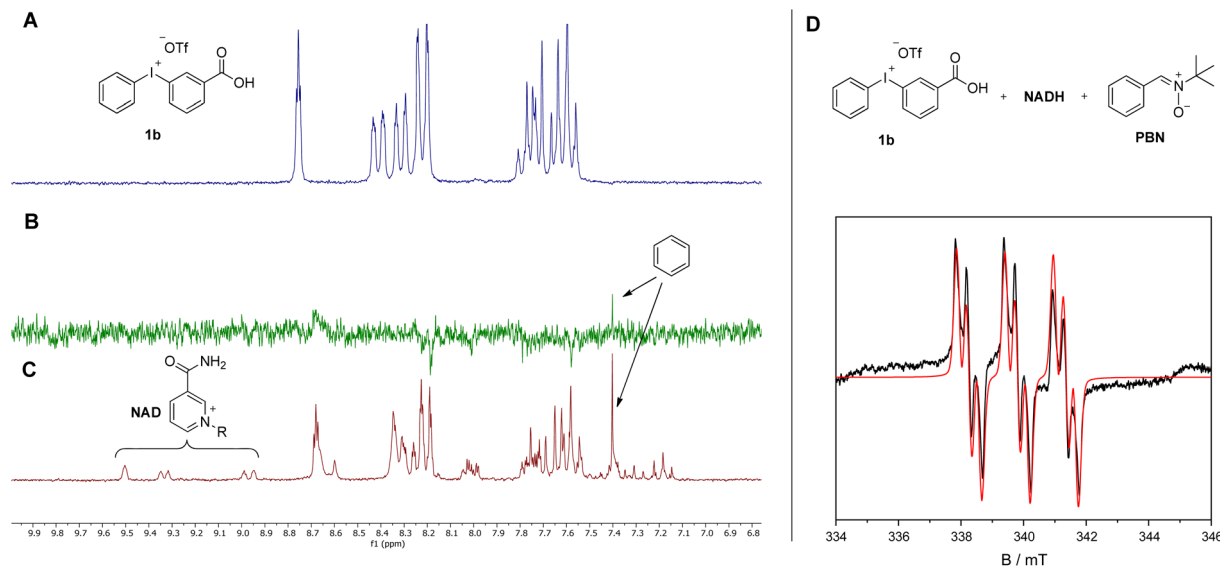 A
−
OTf
I+
O
OH
1b
B
C
O
NH2
NAD
N+
R
9.9 9.8 9.7 9.6 9.5 9.4 9.3 9.2 9.1 9.0 8.9 8.8 8.7 8.6 8.5 8.4 8.3 8.2 8.1 8.0 7.9 7.8 7.7 7.6 7.5 7.4 7.3 7.2 7.1 7.0 6.9 6.8
f1 (ppm)
D
−
OTf
I+
O
OH
1b
+ NADH +
N+
O−
PBN
334 336 338 340 342 344 346
B / mT